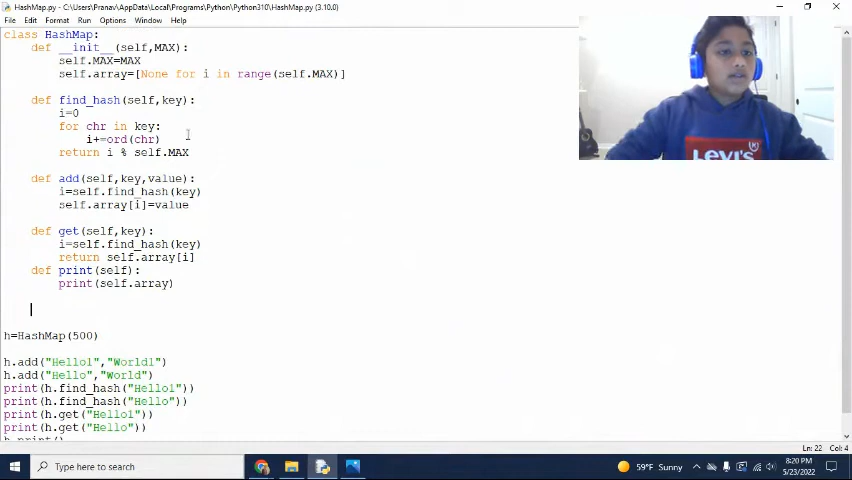 HashMap.py - C:\Users\Pranav\AppData\Local\Programs\Python\Python310\HashMap.py (3.10.0)
File Edit Format Run Options Window Help
class HashMap:
    def __init__(self,MAX):
        self.MAX=MAX
        self.array=[None for i in range(self.MAX)]
    def find_hash(self,key):
        i=0
        for chr in key:
            i+=ord(chr)
        return i % self.MAX
    def add(self,key,value):
        i=self.find_hash(key)
        self.array[i]=value
    def get(self,key):
        i=self.find_hash(key)
        return self.array[i]
    def print(self):
        print(self.array)
h=HashMap(500)
h.add("Hello1","World1")
h.add("Hello","World")
print(h.find_hash("Hello1"))
print(h.find_hash("Hello"))
print(h.get("Hello1"))
print(h.get("Hello"))
h.print()
Levi's
Ln: 22 Col: 4
Type here to search
59°F Sunny
8:20 PM
5/23/2022